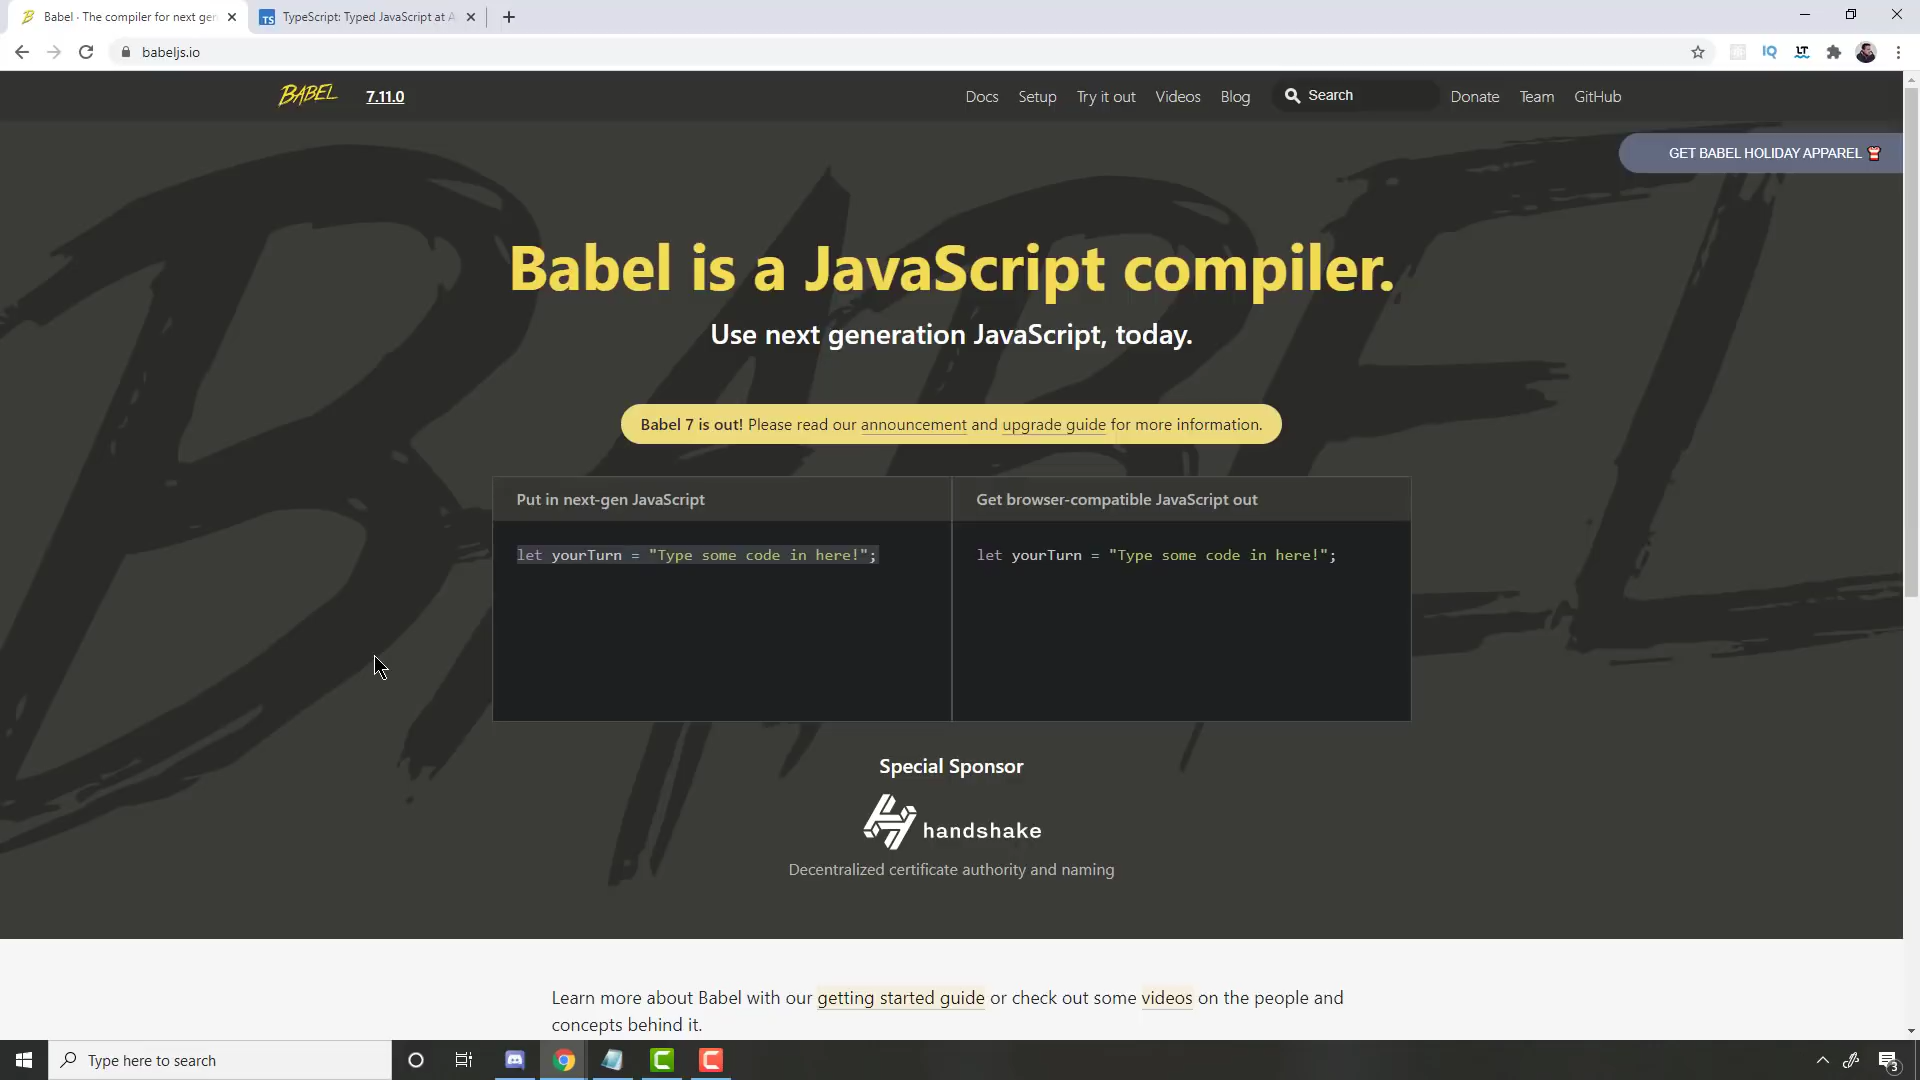 Babel · The compiler for next gen
TypeScript: Typed JavaScript at A
babeljs.io
BABEL
7.11.0
Docs
Setup
Try it out
Videos
Blog
Search
Donate
Team
GitHub
GET BABEL HOLIDAY APPAREL
BABEL
Babel is a JavaScript compiler.
Use next generation JavaScript, today.
Babel 7 is out! Please read our announcement and upgrade guide for more information.
Put in next-gen JavaScript
Get browser-compatible JavaScript out
let yourTurn = "Type some code in here!";
let yourTurn = "Type some code in here!";
Special Sponsor
handshake
Decentralized certificate authority and naming
Learn more about Babel with our getting started guide or check out some videos on the people and
concepts behind it.
Type here to search
3